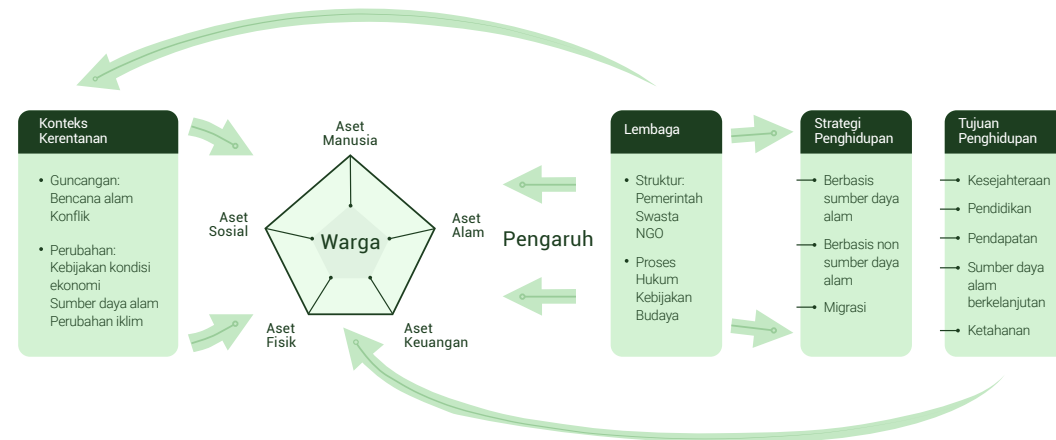 Konteks
Kerentanan
• Guncangan:
Bencana alam
Konflik
• Perubahan:
Kebijakan kondisi
ekonomi
Sumber daya alam
Perubahan iklim
Aset
Manusia
Aset
Sosial
Warga
Aset
Alam
Aset
Fisik
Aset
Keuangan
Pengaruh
Lembaga
• Struktur:
Pemerintah
Swasta
NGO
• Proses
Hukum
Kebijakan
Budaya
Strategi
Penghidupan
Berbasis
sumber daya
alam
Berbasis non
sumber daya
alam
Migrasi
Tujuan
Penghidupan
Kesejahteraan
Pendidikan
Pendapatan
Sumber daya
alam
berkelanjutan
Ketahanan